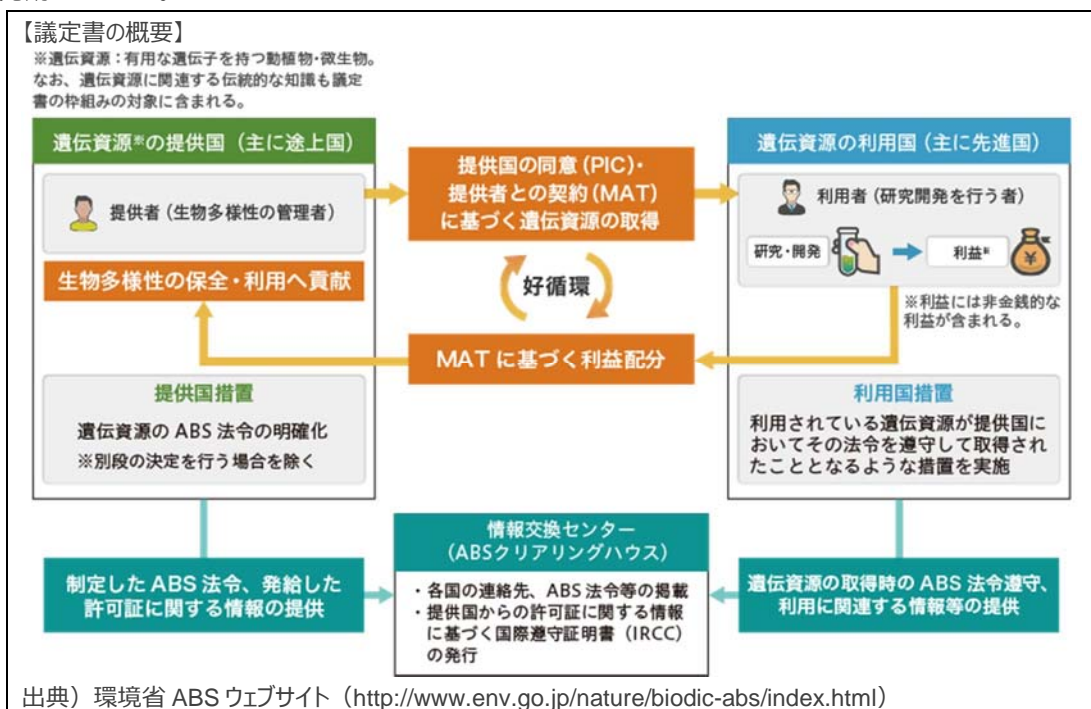 【議定書の概要】
※遺伝資源：有用な遺伝子を持つ動植物・微生物。
なお、遺伝資源に関連する伝統的な知識も議定
書の枠組みの対象に含まれる。
遺伝資源※の提供国（主に途上国）
提供者（生物多様性の管理者）
生物多様性の保全・利用へ貢献
提供国措置
遺伝資源の ABS 法令の明確化
※別段の決定を行う場合を除く
提供国の同意（PIC）・
提供者との契約（MAT）
に基づく遺伝資源の取得
好循環
MAT に基づく利益配分
遺伝資源の利用国（主に先進国）
利用者（研究開発を行う者）
研究・開発
利益※
¥
※利益には非金銭的な
利益が含まれる。
利用国措置
利用されている遺伝資源が提供国に
おいてその法令を遵守して取得され
たこととなるような措置を実施
制定した ABS 法令、発給した
許可証に関する情報の提供
情報交換センター
（ABSクリアリングハウス）
・各国の連絡先、ABS 法令等の掲載
・提供国からの許可証に関する情報
に基づく国際遵守証明書（IRCC）
の発行
遺伝資源の取得時の ABS 法令遵守、
利用に関連する情報等の提供
出典）環境省 ABS ウェブサイト（http://www.env.go.jp/nature/biodic-abs/index.html）